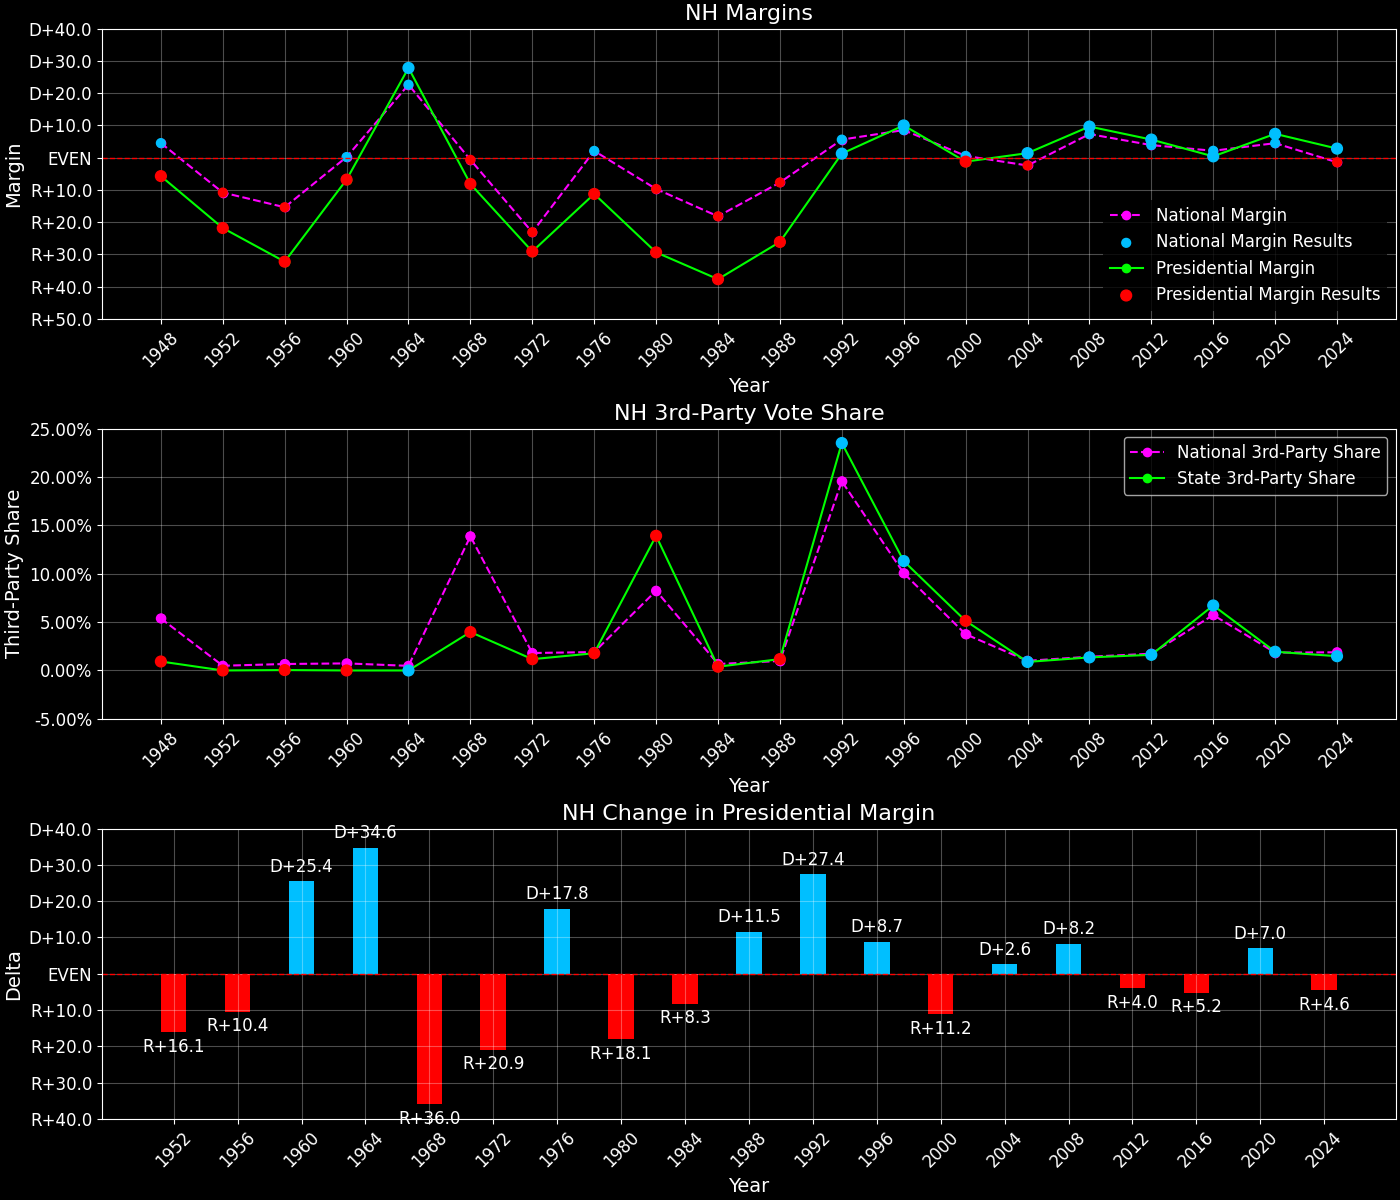 NH Margins
D+40.0
D+30.0
D+20.0
D+10.0
EVEN
R+10.0
R+20.0
R+30.0
R+40.0
R+50.0
Margin
National Margin
National Margin Results
Presidential Margin
Presidential Margin Results
1948 1952 1956 1960 1964 1968 1972 1976 1980 1984 1988 1992 1996 2000 2004 2008 2012 2016 2020 2024
Year
NH 3rd-Party Vote Share
25.00%
20.00%
15.00%
10.00%
5.00%
0.00%
-5.00%
Third-Party Share
National 3rd-Party Share
State 3rd-Party Share
1948 1952 1956 1960 1964 1968 1972 1976 1980 1984 1988 1992 1996 2000 2004 2008 2012 2016 2020 2024
Year
NH Change in Presidential Margin
D+40.0
D+30.0
D+20.0
D+10.0
EVEN
R+10.0
R+20.0
R+30.0
R+40.0
Delta
R+16.1
R+10.4
D+25.4
D+34.6
R+36.0
R+20.9
D+17.8
R+18.1
R+8.3
D+11.5
D+27.4
D+8.7
R+11.2
D+2.6
D+8.2
R+4.0
R+5.2
D+7.0
R+4.6
1952 1956 1960 1964 1968 1972 1976 1980 1984 1988 1992 1996 2000 2004 2008 2012 2016 2020 2024
Year